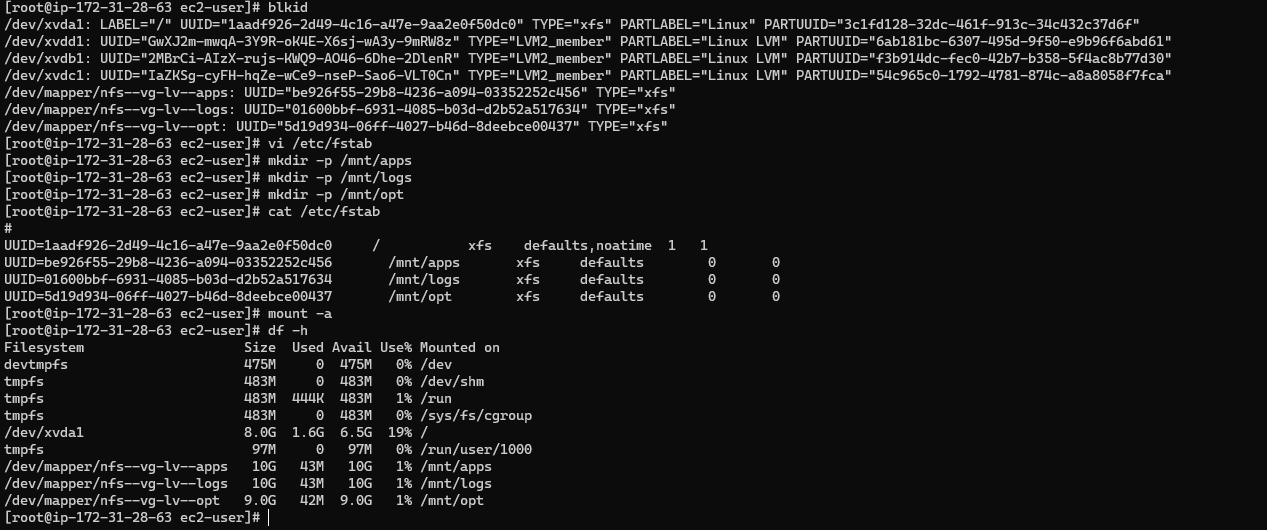 [root@ip-172-31-28-63 ec2-user]# blkid
/dev/xvda1: LABEL="/" UUID="1aadf926-2d49-4c16-a47e-9aa2e0f50dc0" TYPE="xfs" PARTLABEL="Linux" PARTUUID="3c1fd128-32dc-461f-913c-34c432c37d6f"
/dev/xvdd1: UUID="GwXJ2m-mwqA-3Y9R-oK4E-X6sj-wA3y-9mRW8z" TYPE="LVM2_member" PARTLABEL="Linux LVM" PARTUUID="6ab181bc-6307-495d-9f50-e9b96f6abd61"
/dev/xvdb1: UUID="2MBrCi-AIzX-rujs-KWQ9-AO46-6Dhe-2DlenR" TYPE="LVM2_member" PARTLABEL="Linux LVM" PARTUUID="f3b914dc-fec0-42b7-b358-5f4ac8b77d30"
/dev/xvdc1: UUID="IaZKSg-cyFH-hqZe-wCe9-nseP-Sao6-VLT0Cn" TYPE="LVM2_member" PARTLABEL="Linux LVM" PARTUUID="54c965c0-1792-4781-874c-a8a8058f7fca"
/dev/mapper/nfs--vg-lv--apps: UUID="be926f55-29b8-4236-a094-03352252c456" TYPE="xfs"
/dev/mapper/nfs--vg-lv--logs: UUID="01600bbf-6931-4085-b03d-d2b52a517634" TYPE="xfs"
/dev/mapper/nfs--vg-lv--opt: UUID="5d19d934-06ff-4027-b46d-8deebce00437" TYPE="xfs"
[root@ip-172-31-28-63 ec2-user]# vi /etc/fstab
[root@ip-172-31-28-63 ec2-user]# mkdir -p /mnt/apps
[root@ip-172-31-28-63 ec2-user]# mkdir -p /mnt/logs
[root@ip-172-31-28-63 ec2-user]# mkdir -p /mnt/opt
[root@ip-172-31-28-63 ec2-user]# cat /etc/fstab
#
UUID=1aadf926-2d49-4c16-a47e-9aa2e0f50dc0     /           xfs    defaults,noatime  1   1
UUID=be926f55-29b8-4236-a094-03352252c456       /mnt/apps       xfs     defaults        0       0
UUID=01600bbf-6931-4085-b03d-d2b52a517634       /mnt/logs       xfs     defaults        0       0
UUID=5d19d934-06ff-4027-b46d-8deebce00437       /mnt/opt        xfs     defaults        0       0
[root@ip-172-31-28-63 ec2-user]# mount -a
[root@ip-172-31-28-63 ec2-user]# df -h
Filesystem                    Size  Used Avail Use% Mounted on
devtmpfs                      475M     0  475M   0% /dev
tmpfs                         483M     0  483M   0% /dev/shm
tmpfs                         483M  444K  483M   1% /run
tmpfs                         483M     0  483M   0% /sys/fs/cgroup
/dev/xvda1                    8.0G  1.6G  6.5G  19% /
tmpfs                          97M     0   97M   0% /run/user/1000
/dev/mapper/nfs--vg-lv--apps   10G   43M   10G   1% /mnt/apps
/dev/mapper/nfs--vg-lv--logs   10G   43M   10G   1% /mnt/logs
/dev/mapper/nfs--vg-lv--opt   9.0G   42M  9.0G   1% /mnt/opt
[root@ip-172-31-28-63 ec2-user]#